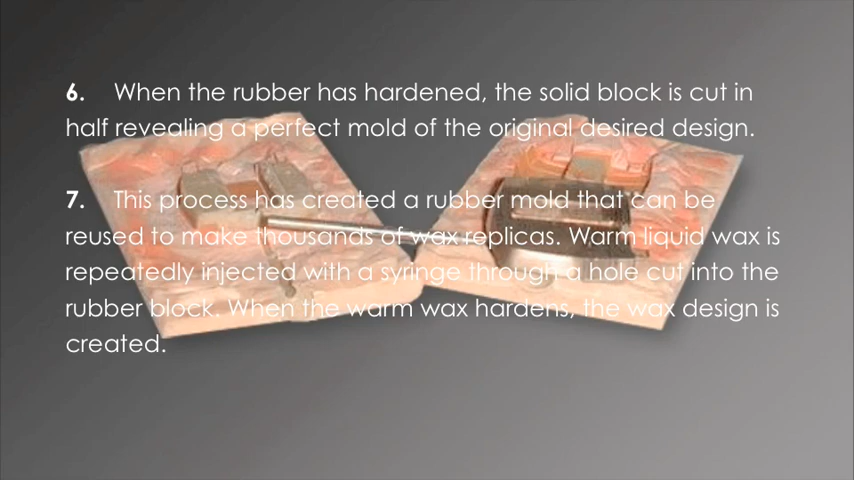 6. When the rubber has hardened, the solid block is cut in
half revealing a perfect mold of the original desired design.
7. This process has created a rubber mold that can be
reused to make thousands of wax replicas. Warm liquid wax is
repeatedly injected with a syringe through a hole cut into the
rubber block. When the warm wax hardens, the wax design is
created.